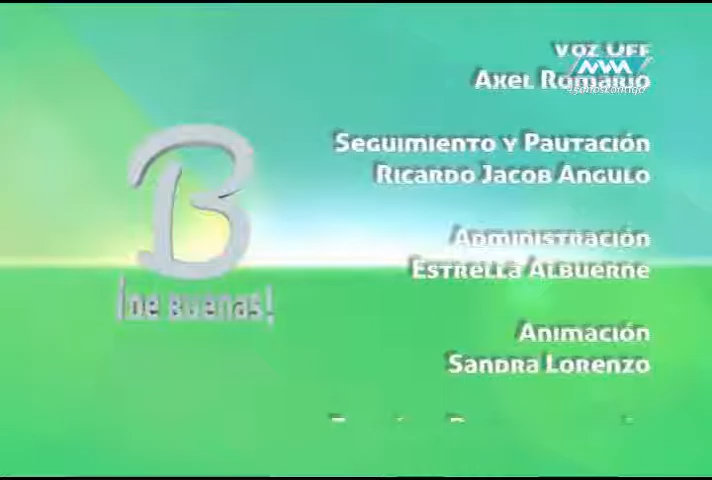 Voz Off
Axel Romario
Seguimiento y Pautación
Ricardo Jacob Angulo
Administración
Estrella Albuerne
Animación
Sandra Lorenzo
B
¡DE BUENAS!